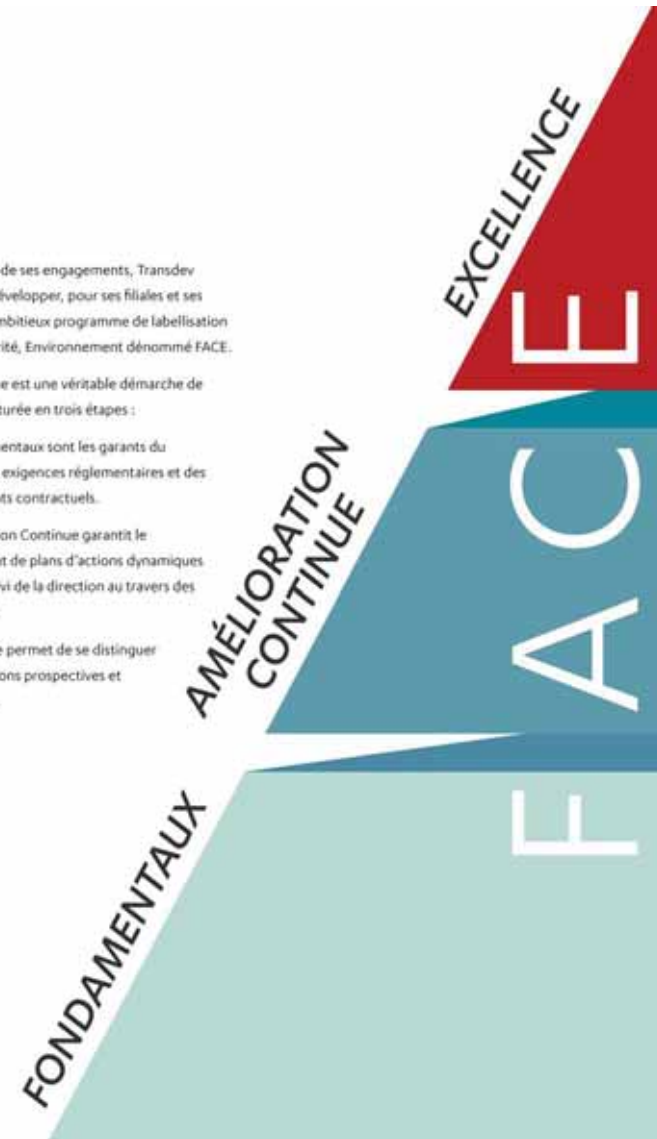 EXCELLENCE
de ses engagements, Transdev
évelopper, pour ses filiales et ses
mbitieux programme de labellisation
rité, Environnement dénommé FACE.
e est une véritable démarche de
turée en trois étapes :
entaux sont les garants du
exigences réglementaires et des
ts contractuels.
on Continue garantit le
t de plans d'actions dynamiques
vi de la direction au travers des
e permet de se distinguer
ons prospectives et
AMÉLIORATION
CONTINUE
FONDAMENTAUX
FACE